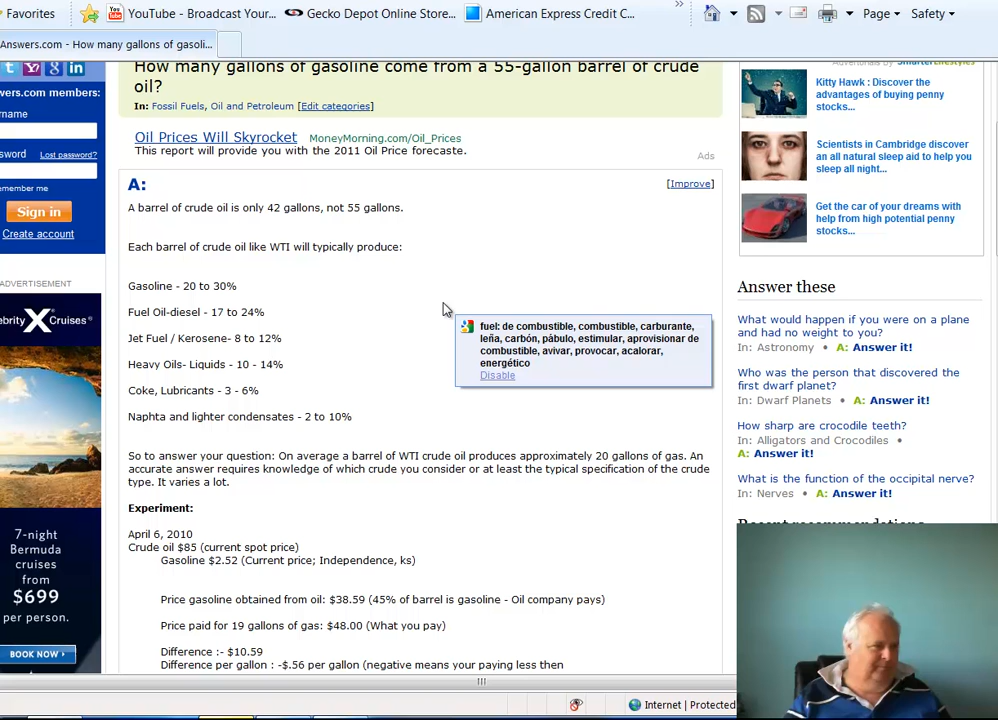 Favorites
YouTube - Broadcast Your...
Gecko Depot Online Store...
American Express Credit C...
»
Page
Safety
Answers.com - How many gallons of gasoli...
wers.com members:
rname
sword Lost password?
member me
Sign in
Create account
ADVERTISEMENT
ebrity X Cruises®
7-night
Bermuda
cruises
from
$699
per person.
BOOK NOW
How many gallons of gasoline come from a 55-gallon barrel of crude
oil?
In: Fossil Fuels, Oil and Petroleum [Edit categories]
Oil Prices Will Skyrocket MoneyMorning.com/Oil_Prices
This report will provide you with the 2011 Oil Price forecaste.
Ads
A:
[Improve]
A barrel of crude oil is only 42 gallons, not 55 gallons.
Each barrel of crude oil like WTI will typically produce:
Gasoline - 20 to 30%
Fuel Oil-diesel - 17 to 24%
Jet Fuel / Kerosene- 8 to 12%
Heavy Oils- Liquids - 10 - 14%
Coke, Lubricants - 3 - 6%
Naphta and lighter condensates - 2 to 10%
fuel: de combustible, combustible, carburante,
leña, carbón, pábulo, estimular, aprovisionar de
combustible, avivar, provocar, acalorar,
energético
Disable
So to answer your question: On average a barrel of WTI crude oil produces approximately 20 gallons of gas. An
accurate answer requires knowledge of which crude you consider or at least the typical specification of the crude
type. It varies a lot.
Experiment:
April 6, 2010
Crude oil $85 (current spot price)
Gasoline $2.52 (Current price; Independence, ks)
Price gasoline obtained from oil: $38.59 (45% of barrel is gasoline - Oil company pays)
Price paid for 19 gallons of gas: $48.00 (What you pay)
Difference :- $10.59
Difference per gallon : -$.56 per gallon (negative means your paying less then
Kitty Hawk : Discover the
advantages of buying penny
stocks...
Scientists in Cambridge discover
an all natural sleep aid to help you
sleep all night...
Get the car of your dreams with
help from high potential penny
stocks...
Answer these
What would happen if you were on a plane
and had no weight to you?
In: Astronomy • A: Answer it!
Who was the person that discovered the
first dwarf planet?
In: Dwarf Planets • A: Answer it!
How sharp are crocodile teeth?
In: Alligators and Crocodiles •
A: Answer it!
What is the function of the occipital nerve?
In: Nerves • A: Answer it!
Internet | Protected